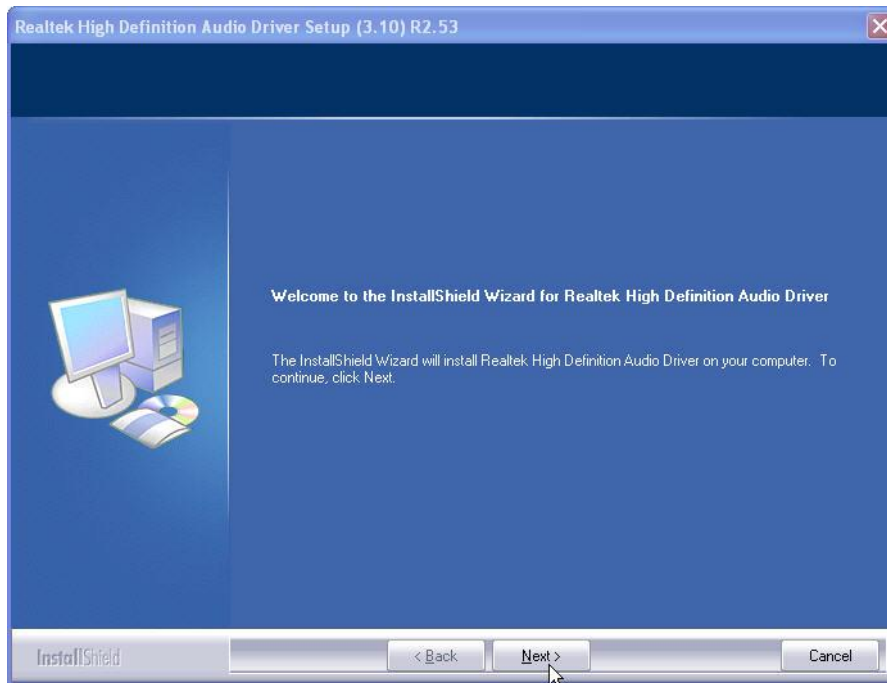 Realtek High Definition Audio Driver Setup (3.10) R2.53
Welcome to the InstallShield Wizard for Realtek High Definition Audio Driver
The InstallShield Wizard will install Realtek High Definition Audio Driver on your computer. To
continue, click Next.
InstallShield
< Back
Next >
Cancel